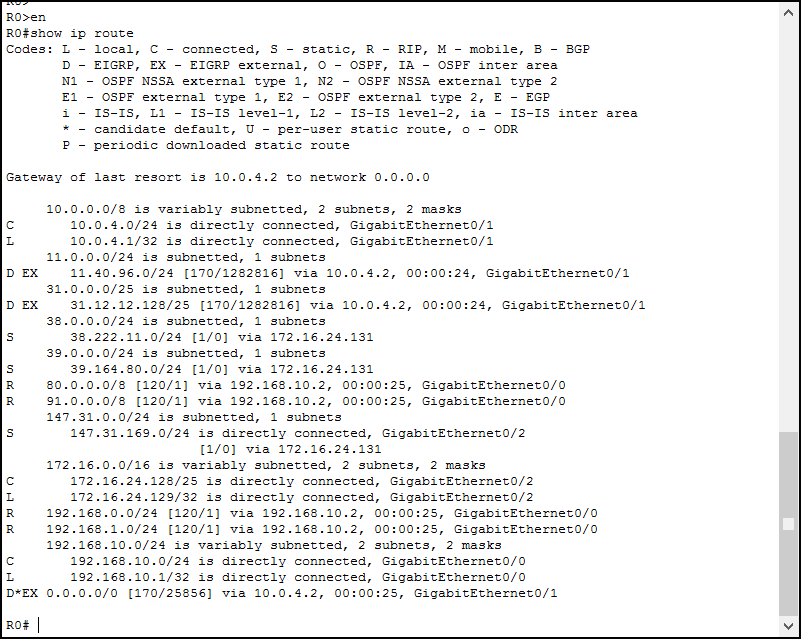 R0>en
R0#show ip route
Codes: L - local, C - connected, S - static, R - RIP, M - mobile, B - BGP
D - EIGRP, EX - EIGRP external, O - OSPF, IA - OSPF inter area
N1 - OSPF NSSA external type 1, N2 - OSPF NSSA external type 2
E1 - OSPF external type 1, E2 - OSPF external type 2, E - EGP
i - IS-IS, L1 - IS-IS level-1, L2 - IS-IS level-2, ia - IS-IS inter area
* - candidate default, U - per-user static route, o - ODR
P - periodic downloaded static route
Gateway of last resort is 10.0.4.2 to network 0.0.0.0
10.0.0.0/8 is variably subnetted, 2 subnets, 2 masks
C 10.0.4.0/24 is directly connected, GigabitEthernet0/1
L 10.0.4.1/32 is directly connected, GigabitEthernet0/1
11.0.0.0/24 is subnetted, 1 subnets
D EX 11.40.96.0/24 [170/1282816] via 10.0.4.2, 00:00:24, GigabitEthernet0/1
31.0.0.0/25 is subnetted, 1 subnets
D EX 31.12.12.128/25 [170/1282816] via 10.0.4.2, 00:00:24, GigabitEthernet0/1
38.0.0.0/24 is subnetted, 1 subnets
S 38.222.11.0/24 [1/0] via 172.16.24.131
39.0.0.0/24 is subnetted, 1 subnets
S 39.164.80.0/24 [1/0] via 172.16.24.131
R 80.0.0.0/8 [120/1] via 192.168.10.2, 00:00:25, GigabitEthernet0/0
R 91.0.0.0/8 [120/1] via 192.168.10.2, 00:00:25, GigabitEthernet0/0
147.31.0.0/24 is subnetted, 1 subnets
S 147.31.169.0/24 is directly connected, GigabitEthernet0/2
[1/0] via 172.16.24.131
172.16.0.0/16 is variably subnetted, 2 subnets, 2 masks
C 172.16.24.128/25 is directly connected, GigabitEthernet0/2
L 172.16.24.129/32 is directly connected, GigabitEthernet0/2
R 192.168.0.0/24 [120/1] via 192.168.10.2, 00:00:25, GigabitEthernet0/0
R 192.168.1.0/24 [120/1] via 192.168.10.2, 00:00:25, GigabitEthernet0/0
192.168.10.0/24 is variably subnetted, 2 subnets, 2 masks
C 192.168.10.0/24 is directly connected, GigabitEthernet0/0
L 192.168.10.1/32 is directly connected, GigabitEthernet0/0
D*EX 0.0.0.0/0 [170/25856] via 10.0.4.2, 00:00:25, GigabitEthernet0/1
R0#